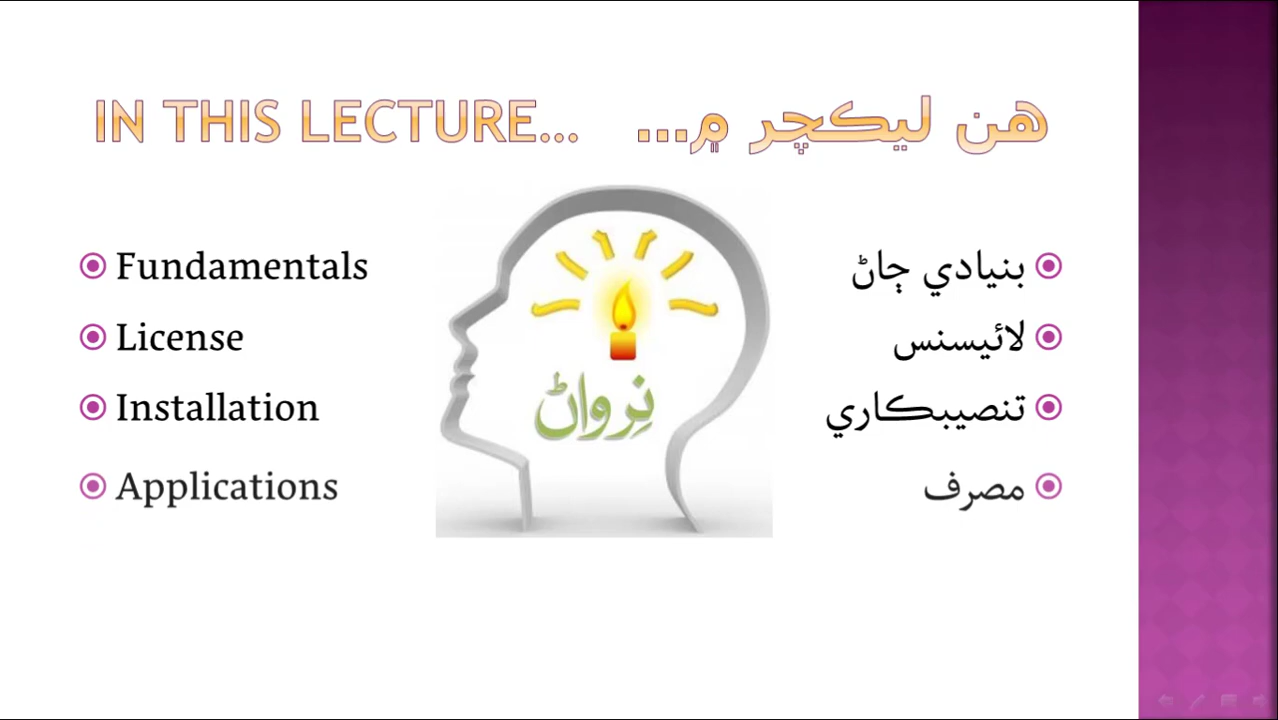 IN THIS LECTURE... هن ليڪچر ۾...
Fundamentals
License
Installation
Applications
نِرواڻ
بنيادي ڄاڻ
لائيسنس
تنصيبڪاري
مصرف